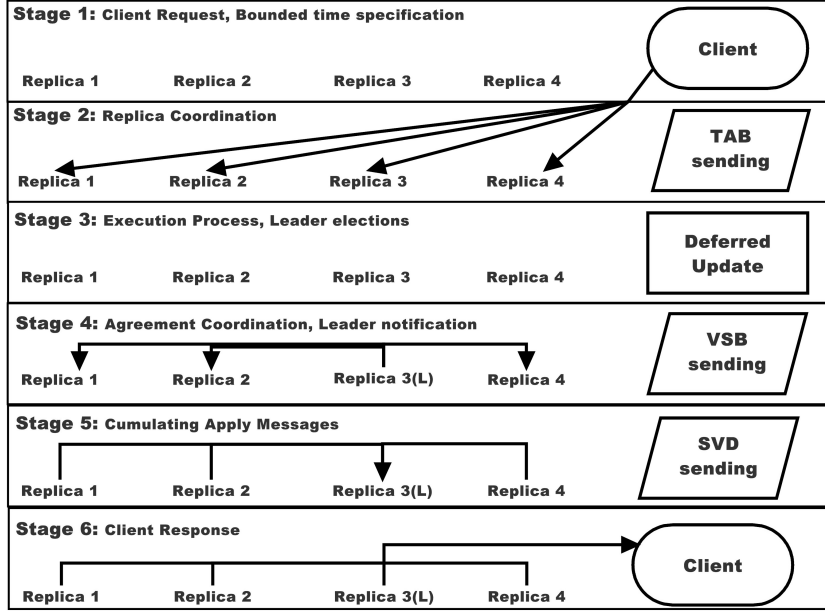 Stage 1: Client Request, Bounded time specification
Client
Replica 1 Replica 2 Replica 3 Replica 4
Stage 2: Replica Coordination
TAB
sending
Replica 1 Replica 2 Replica 3 Replica 4
Stage 3: Execution Process, Leader elections
Deferred
Update
Replica 1 Replica 2 Replica 3 Replica 4
Stage 4: Agreement Coordination, Leader notification
VSB
sending
Replica 1 Replica 2 Replica 3(L) Replica 4
Stage 5: Cumulating Apply Messages
SVD
sending
Replica 1 Replica 2 Replica 3(L) Replica 4
Stage 6: Client Response
Client
Replica 1 Replica 2 Replica 3(L) Replica 4